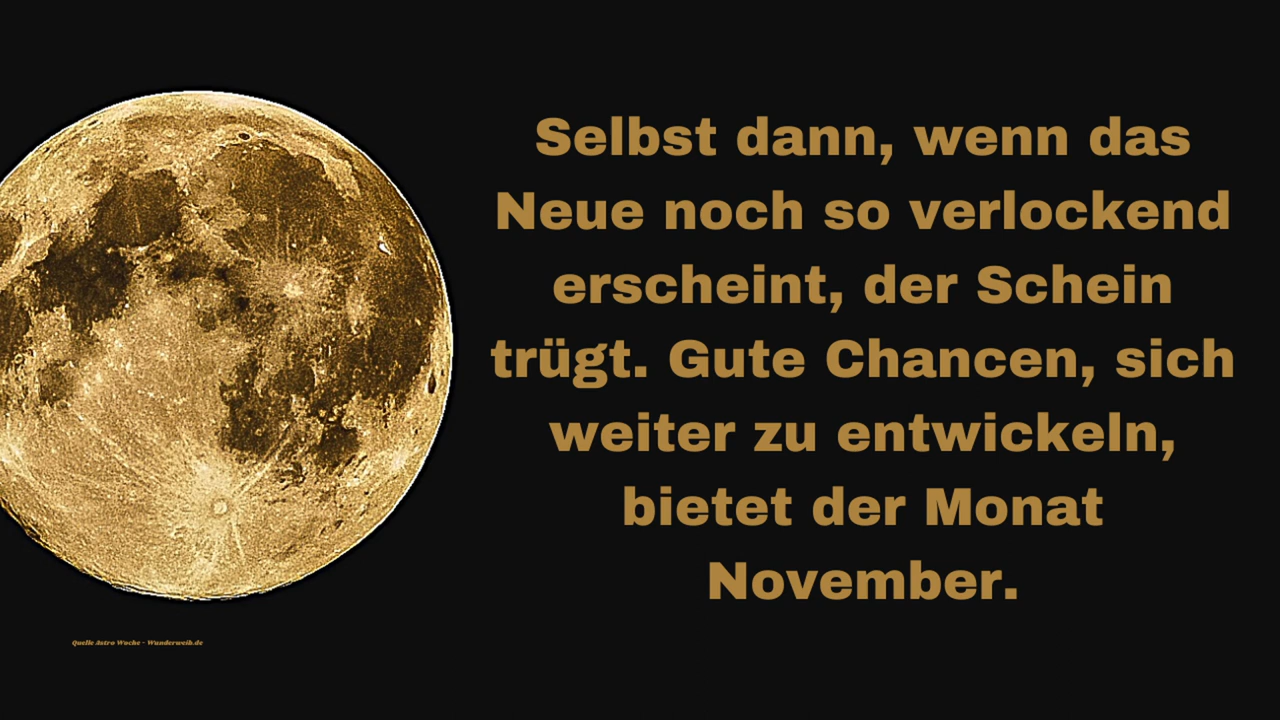 Selbst dann, wenn das
Neue noch so verlockend
erscheint, der Schein
trügt. Gute Chancen, sich
weiter zu entwickeln,
bietet der Monat
November.
Quelle Astro Woche - Wunderweib.de